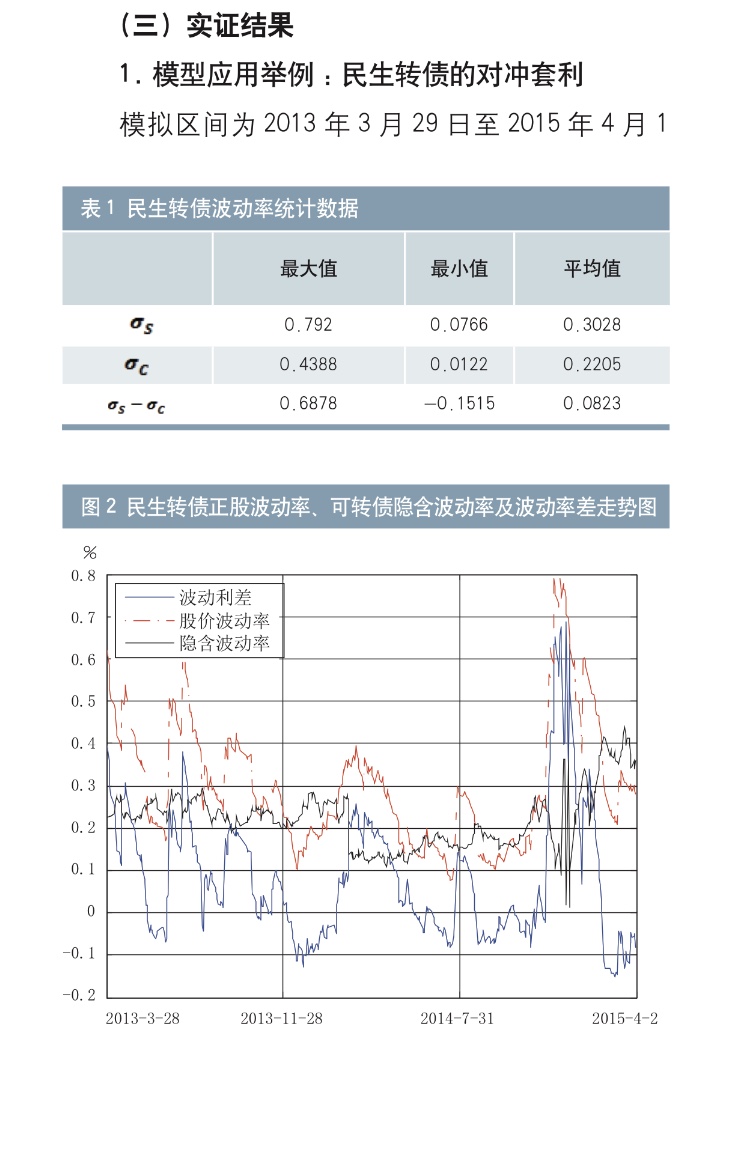 （三）实证结果
1. 模型应用举例：民生转债的对冲套利
模拟区间为 2013 年 3 月 29 日至 2015 年 4 月 1
表 1 民生转债波动率统计数据
最大值 最小值 平均值
σS 0.792 0.0766 0.3028
σC 0.4388 0.0122 0.2205
σS − σC 0.6878 −0.1515 0.0823
图 2 民生转债正股波动率、可转债隐含波动率及波动率差走势图
%
0.8
波动利差
0.7
股价波动率
隐含波动率
0.6
0.5
0.4
0.3
0.2
0.1
0
-0.1
-0.2
2013-3-28 2013-11-28 2014-7-31 2015-4-2